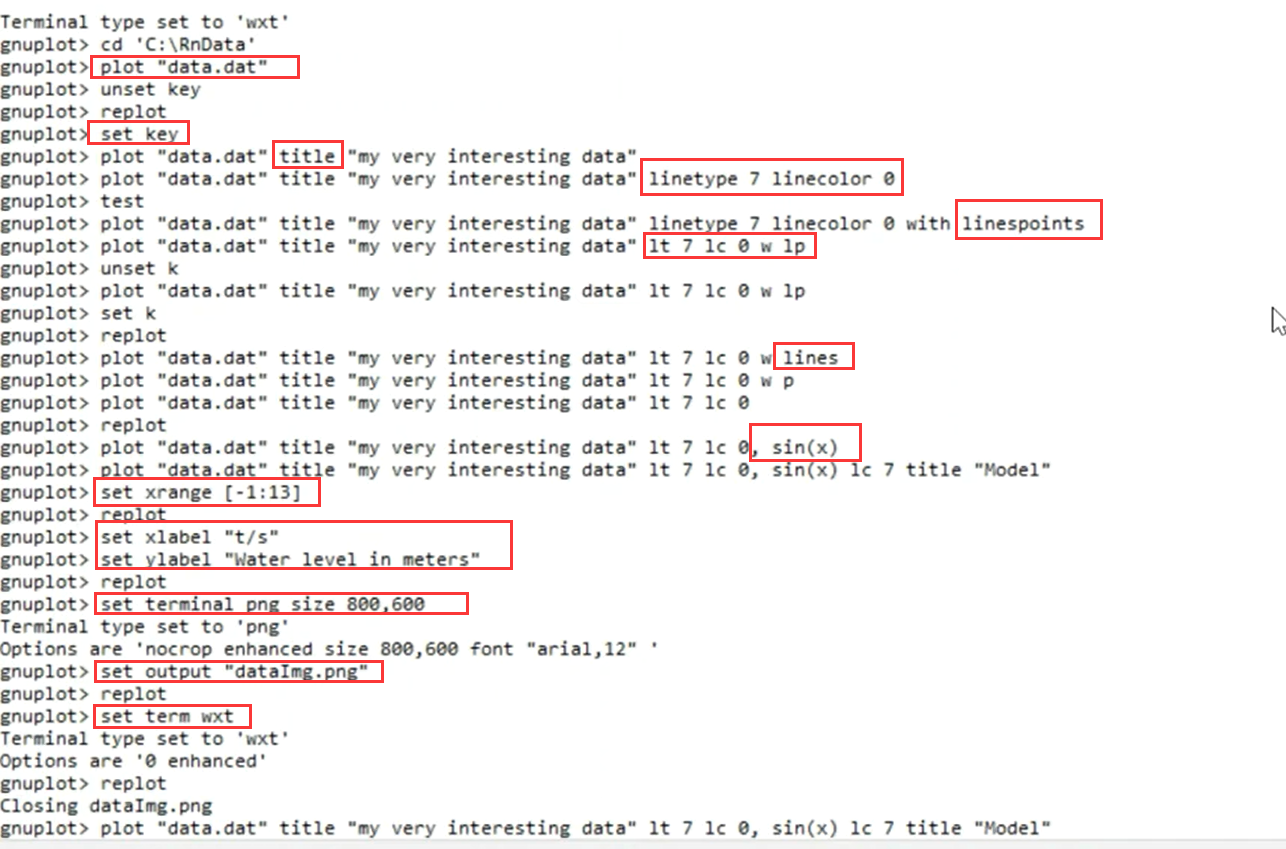 Terminal type set to 'wxt'
gnuplot> cd 'C:\RnData'
gnuplot> plot "data.dat"
gnuplot> unset key
gnuplot> replot
gnuplot> set key
gnuplot> plot "data.dat" title "my very interesting data"
gnuplot> plot "data.dat" title "my very interesting data" linetype 7 linecolor 0
gnuplot> test
gnuplot> plot "data.dat" title "my very interesting data" linetype 7 linecolor 0 with linespoints
gnuplot> plot "data.dat" title "my very interesting data" lt 7 lc 0 w lp
gnuplot> unset k
gnuplot> plot "data.dat" title "my very interesting data" lt 7 lc 0 w lp
gnuplot> set k
gnuplot> replot
gnuplot> plot "data.dat" title "my very interesting data" lt 7 lc 0 w lines
gnuplot> plot "data.dat" title "my very interesting data" lt 7 lc 0 w p
gnuplot> plot "data.dat" title "my very interesting data" lt 7 lc 0
gnuplot> replot
gnuplot> plot "data.dat" title "my very interesting data" lt 7 lc 0, sin(x)
gnuplot> plot "data.dat" title "my very interesting data" lt 7 lc 0, sin(x) lc 7 title "Model"
gnuplot> set xrange [-1:13]
gnuplot> replot
gnuplot> set xlabel "t/s"
gnuplot> set ylabel "Water level in meters"
gnuplot> replot
gnuplot> set terminal png size 800,600
Terminal type set to 'png'
Options are 'nocrop enhanced size 800,600 font "arial,12" '
gnuplot> set output "dataImg.png"
gnuplot> replot
gnuplot> set term wxt
Terminal type set to 'wxt'
Options are '0 enhanced'
gnuplot> replot
Closing dataImg.png
gnuplot> plot "data.dat" title "my very interesting data" lt 7 lc 0, sin(x) lc 7 title "Model"